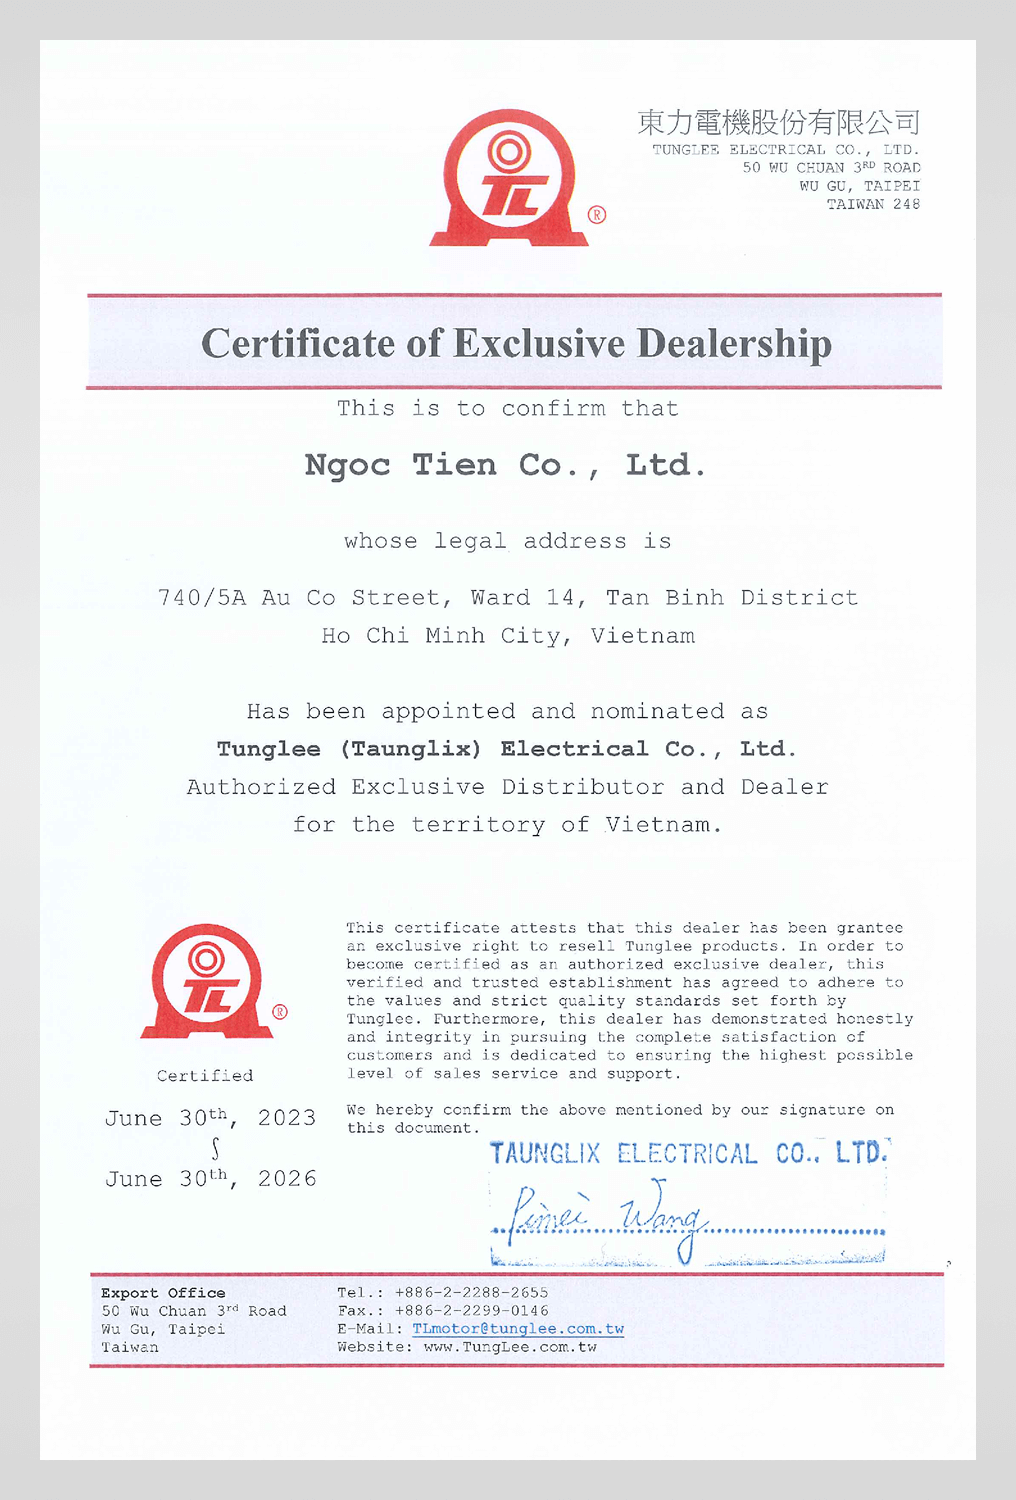 TL
®
東力電機股份有限公司
TUNGLEE ELECTRICAL CO., LTD.
50 WU CHUAN 3RD ROAD
WU GU, TAIPEI
TAIWAN 248
Certificate of Exclusive Dealership
This is to confirm that
Ngoc Tien Co., Ltd.
whose legal address is
740/5A Au Co Street, Ward 14, Tan Binh District
Ho Chi Minh City, Vietnam
Has been appointed and nominated as
Tunglee (Taunglix) Electrical Co., Ltd.
Authorized Exclusive Distributor and Dealer
for the territory of Vietnam.
TL
®
Certified
June 30th, 2023
∫
June 30th, 2026
This certificate attests that this dealer has been grantee
an exclusive right to resell Tunglee products. In order to
become certified as an authorized exclusive dealer, this
verified and trusted establishment has agreed to adhere to
the values and strict quality standards set forth by
Tunglee. Furthermore, this dealer has demonstrated honestly
and integrity in pursuing the complete satisfaction of
customers and is dedicated to ensuring the highest possible
level of sales service and support.
We hereby confirm the above mentioned by our signature on
this document.
TAUNGLIX ELECTRICAL CO., LTD.
Pimei Wang
Export Office
50 Wu Chuan 3rd Road
Wu Gu, Taipei
Taiwan
Tel.: +886-2-2288-2655
Fax.: +886-2-2299-0146
E-Mail: TLmotor@tunglee.com.tw
Website: www.TungLee.com.tw